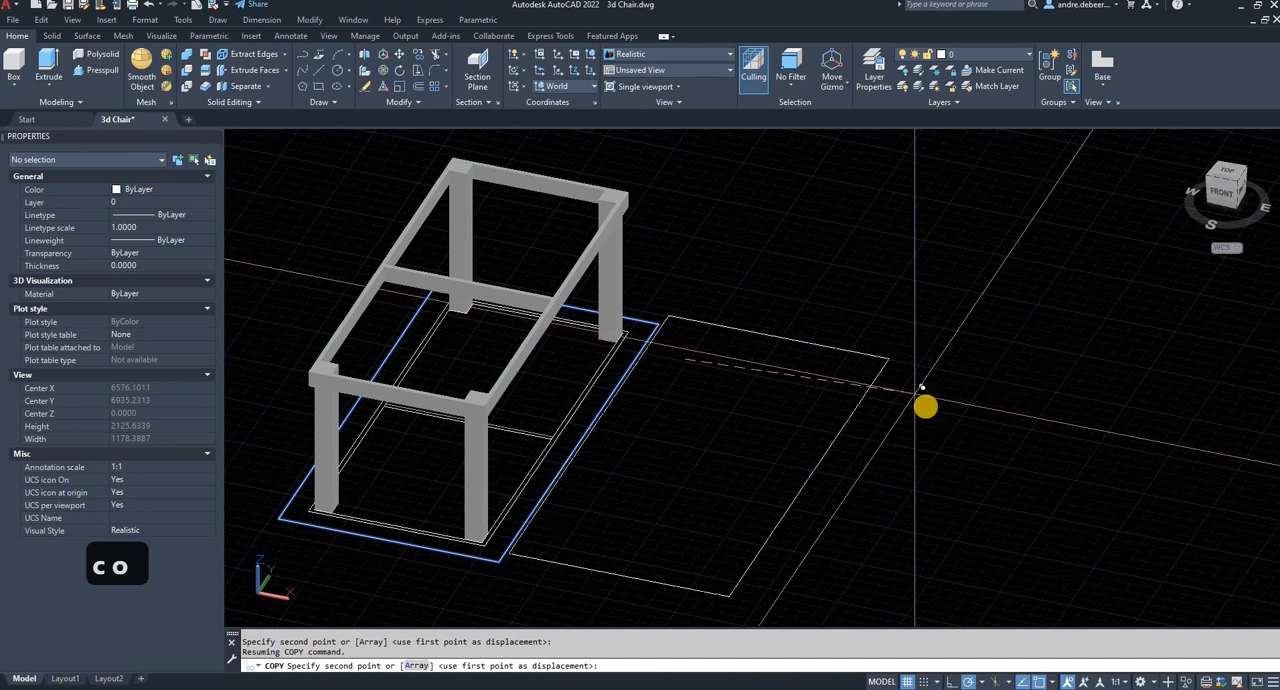 Share
Autodesk AutoCAD 2022 3d Chair.dwg
Type a keyword or phrase
andre.debeer...
File Edit View Insert Format Tools Draw Dimension Modify Window Help Express Parametric
Home Solid Surface Mesh Visualize Parametric Insert Annotate View Manage Output Add-ins Collaborate Express Tools Featured Apps
Box Extrude Polysolid Presspull Smooth Object Extrude Edges Extrude Faces Separate Section Plane World Realistic Unsaved View Single viewport Culling No Filter Move Gizmo Layer Properties 0 Make Current Match Layer Group Base
Modeling Mesh Solid Editing Draw Modify Section Coordinates View Selection Layers Groups View
Start 3d Chair*
PROPERTIES
No selection
General
Color ByLayer
Layer 0
Linetype ByLayer
Linetype scale 1.0000
Lineweight ByLayer
Transparency ByLayer
Thickness 0.0000
3D Visualization
Material ByLayer
Plot style
Plot style ByColor
Plot style table None
Plot table attached to Model
Plot table type Not available
View
Center X 6576.1011
Center Y 6935.2313
Center Z 0.0000
Height 2125.6339
Width 1178.3887
Misc
Annotation scale 1:1
UCS icon On Yes
UCS icon at origin Yes
UCS per viewport Yes
UCS Name
Visual Style Realistic
co
TOP
FRONT
W
E
S
WCS
Z
Y
X
Specify second point or [Array] <use first point as displacement>:
Resuming COPY command.
COPY Specify second point or [Array] <use first point as displacement>:
Model Layout1 Layout2 +
MODEL 1:1